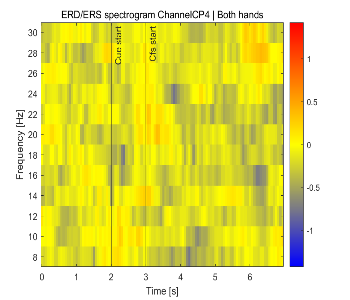 ERD/ERS spectrogram ChannelCP4 | Both hands
Cue start
Cfs start
30
28
26
24
22
20
18
16
14
12
10
8
Frequency [Hz]
0 1 2 3 4 5 6
Time [s]
1
0.5
0
-0.5
-1